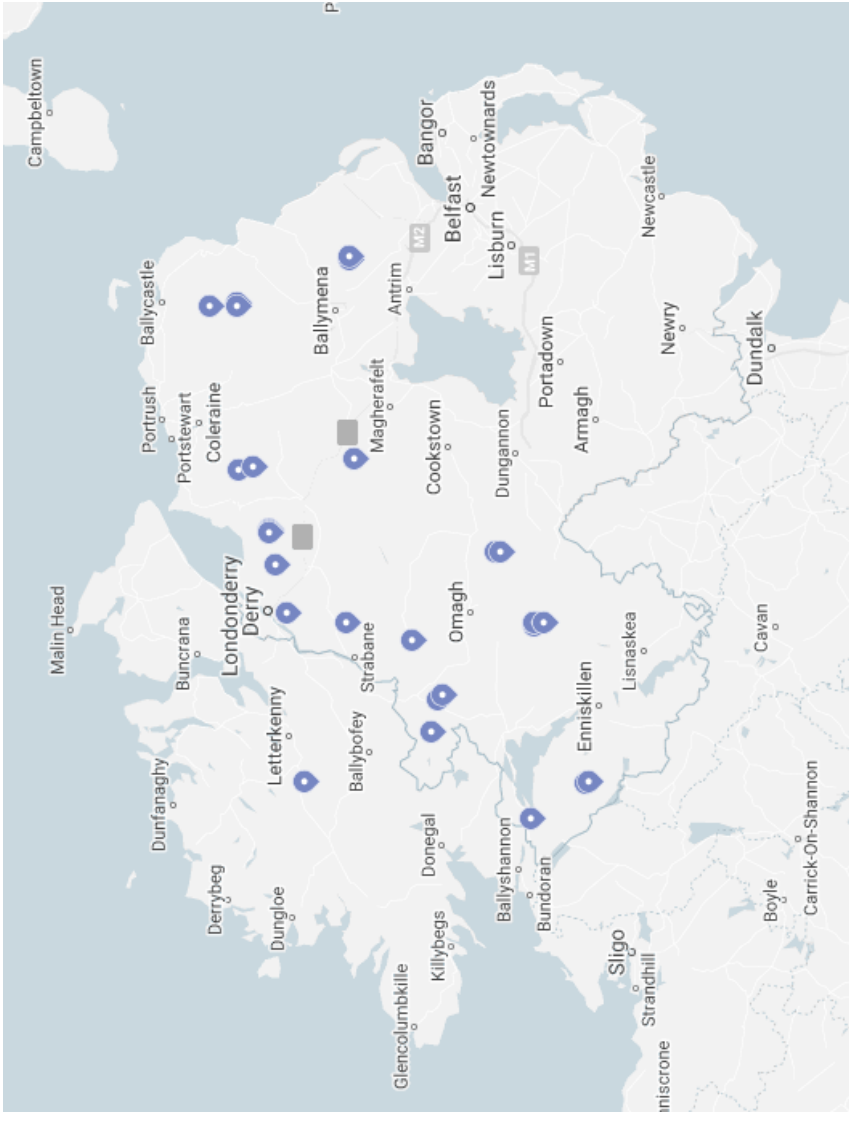 Campbeltown
Malin Head
Ballycastle
Portrush
Dunfanaghy
Buncrana
Portstewart
Coleraine
Derrybeg
Londonderry
Derry
Letterkenny
Dungloe
Ballymena
P
Ballybofey
Strabane
Magherafelt
Antrim
Glencolumbkille
M2
Bangor
Donegal
Cookstown
Killybegs
Belfast
Omagh
Newtownards
Lisburn
Dungannon
Ballyshannon
M1
Bundoran
Portadown
Armagh
Enniskillen
Sligo
Lisnaskea
Strandhill
Newcastle
nniscrone
Newry
Dundalk
Cavan
Boyle
Carrick-On-Shannon